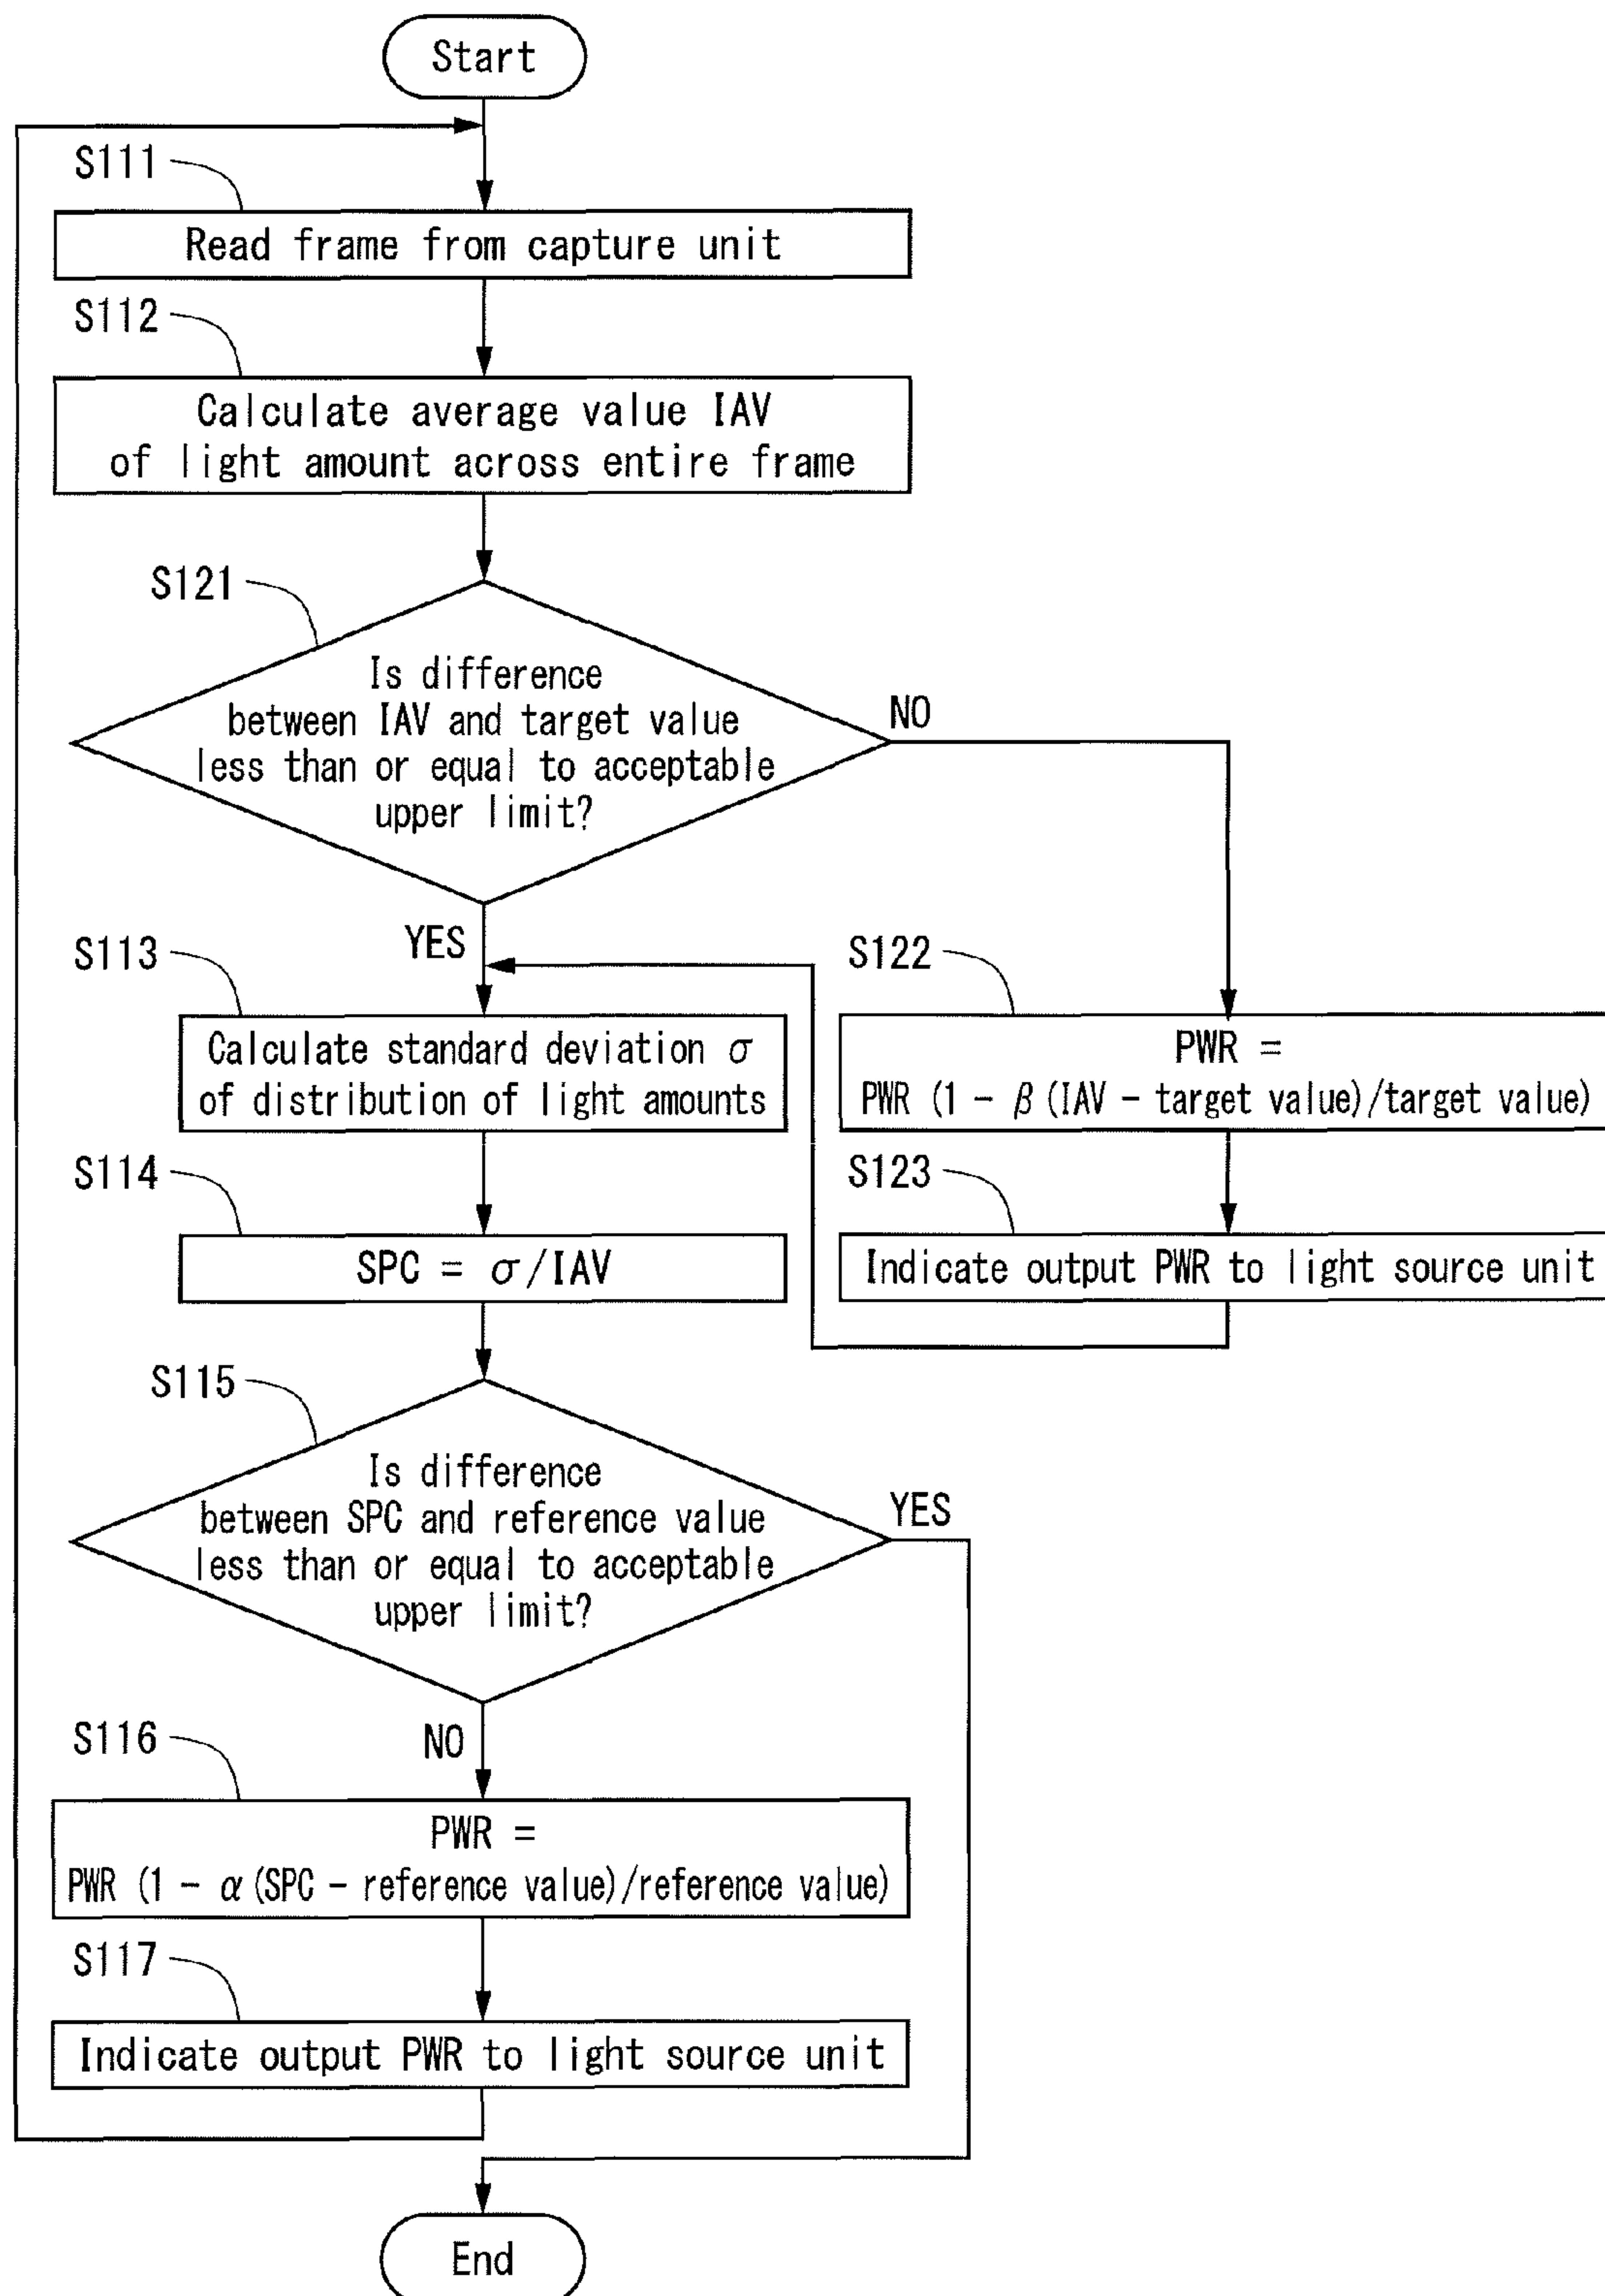 Start
S111
Read frame from capture unit
S112
Calculate average value IAV
of light amount across entire frame
S121
Is difference
between IAV and target value
less than or equal to acceptable
upper limit?
NO
YES
S113
Calculate standard deviation σ
of distribution of light amounts
S122
PWR =
PWR (1 - β (IAV - target value)/target value)
S114
SPC = σ/IAV
S123
Indicate output PWR to light source unit
S115
Is difference
between SPC and reference value
less than or equal to acceptable
upper limit?
YES
NO
S116
PWR =
PWR (1 - α (SPC - reference value)/reference value)
S117
Indicate output PWR to light source unit
End